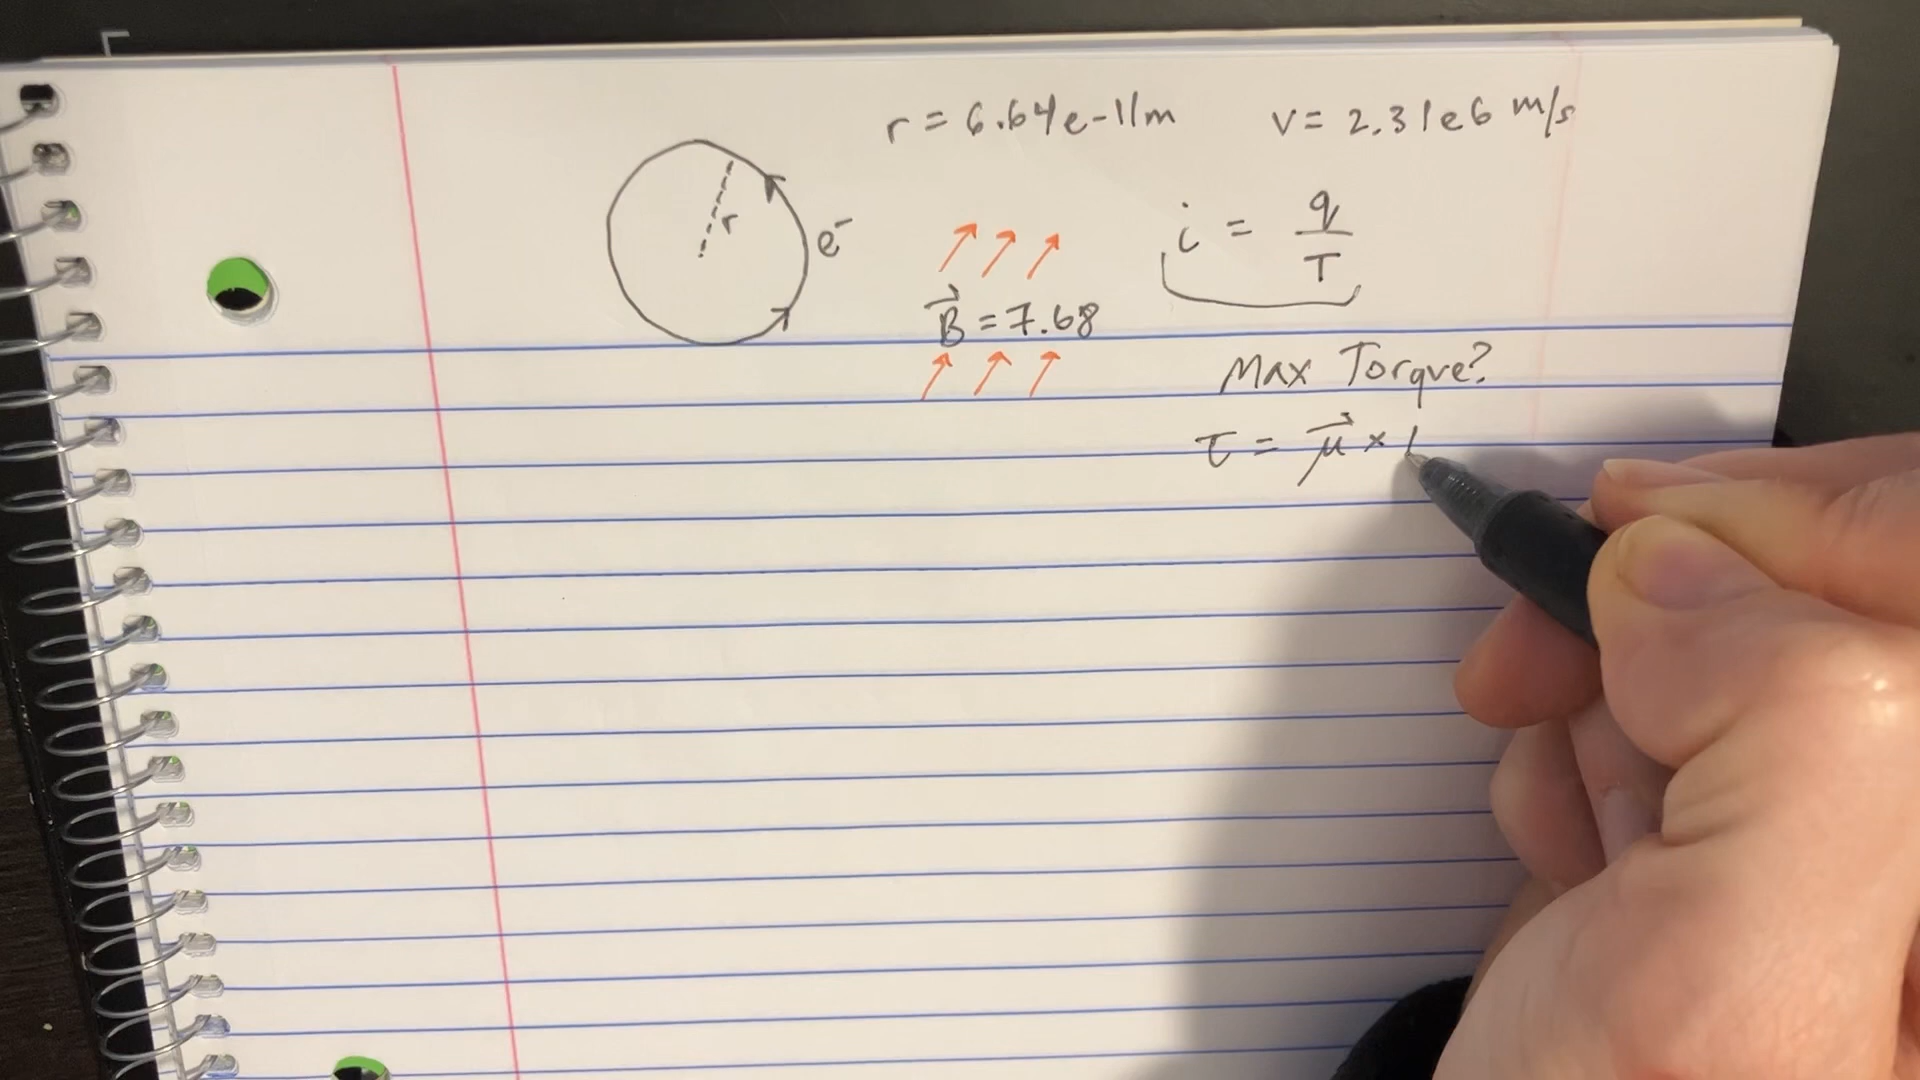 r = 6.64e-11m v = 2.31e6 m/s
r
e⁻
i = q/T
B⃗ = 7.68
Max Torque?
τ = μ⃗ ×